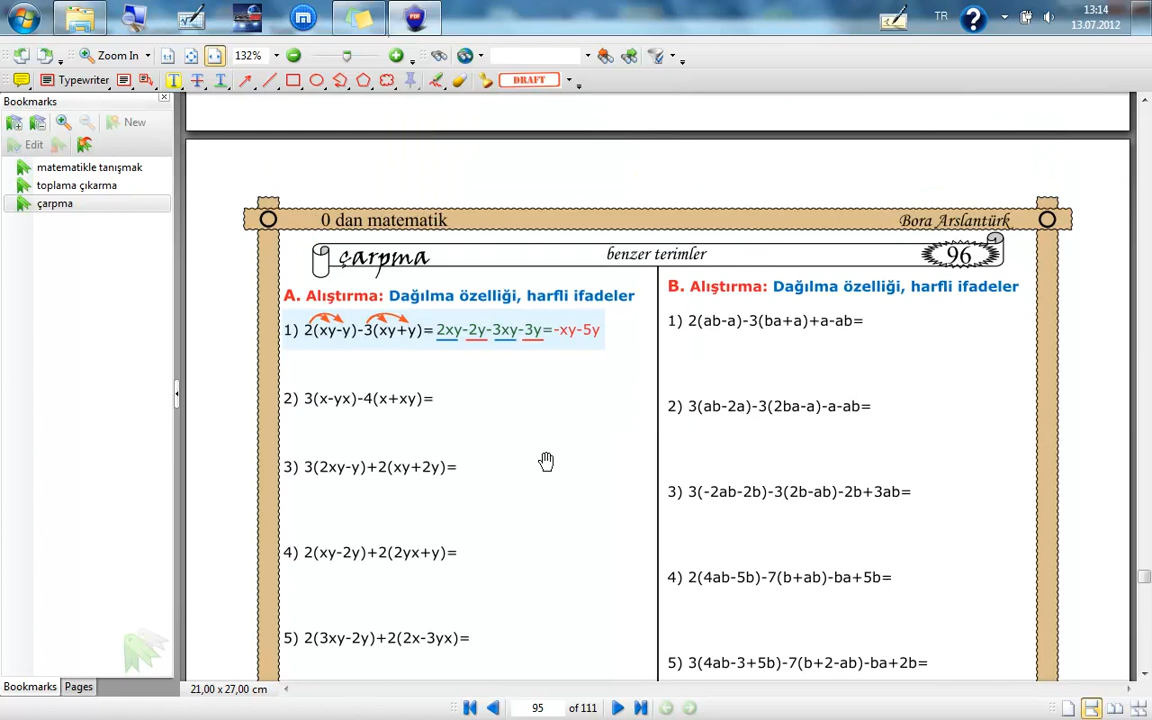 TR
13:14
13.07.2012
Zoom In
132%
Typewriter
DRAFT
Bookmarks
New
Edit
matematikle tanışmak
toplama çıkarma
çarpma
0 dan matematik
Bora Arslantürk
çarpma
benzer terimler
96
A. Alıştırma: Dağılma özelliği, harfli ifadeler
1) 2(xy-y)-3(xy+y)= 2xy-2y-3xy-3y=-xy-5y
2) 3(x-yx)-4(x+xy)=
3) 3(2xy-y)+2(xy+2y)=
4) 2(xy-2y)+2(2yx+y)=
5) 2(3xy-2y)+2(2x-3yx)=
B. Alıştırma: Dağılma özelliği, harfli ifadeler
1) 2(ab-a)-3(ba+a)+a-ab=
2) 3(ab-2a)-3(2ba-a)-a-ab=
3) 3(-2ab-2b)-3(2b-ab)-2b+3ab=
4) 2(4ab-5b)-7(b+ab)-ba+5b=
5) 3(4ab-3+5b)-7(b+2-ab)-ba+2b=
Bookmarks
Pages
21,00 x 27,00 cm
95
of 111